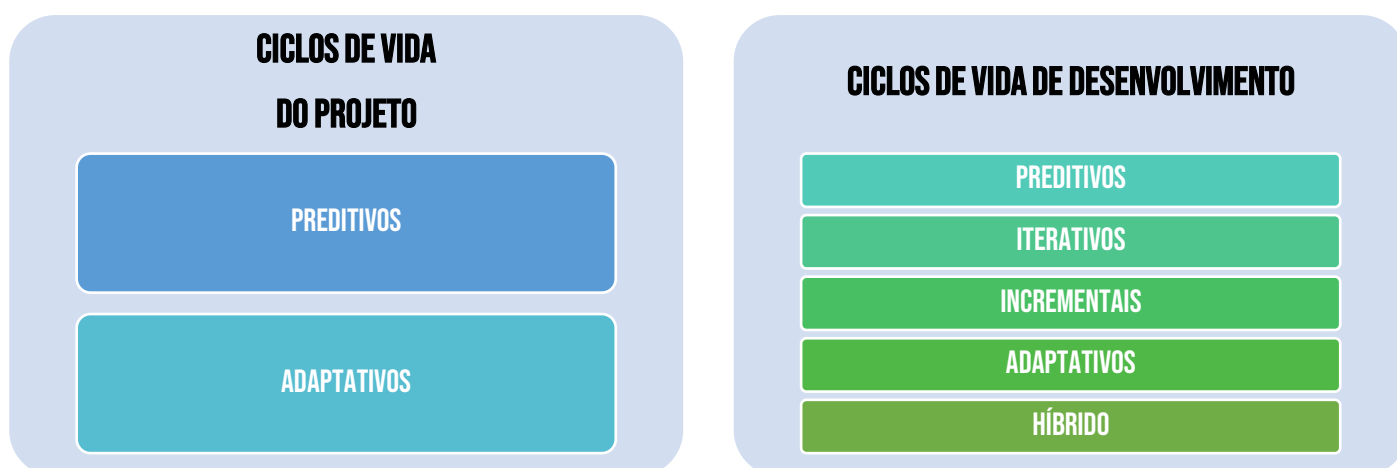 CICLOS DE VIDA
DO PROJETO
PREDITIVOS
ADAPTATIVOS
CICLOS DE VIDA DE DESENVOLVIMENTO
PREDITIVOS
ITERATIVOS
INCREMENTAIS
ADAPTATIVOS
HÍBRIDO